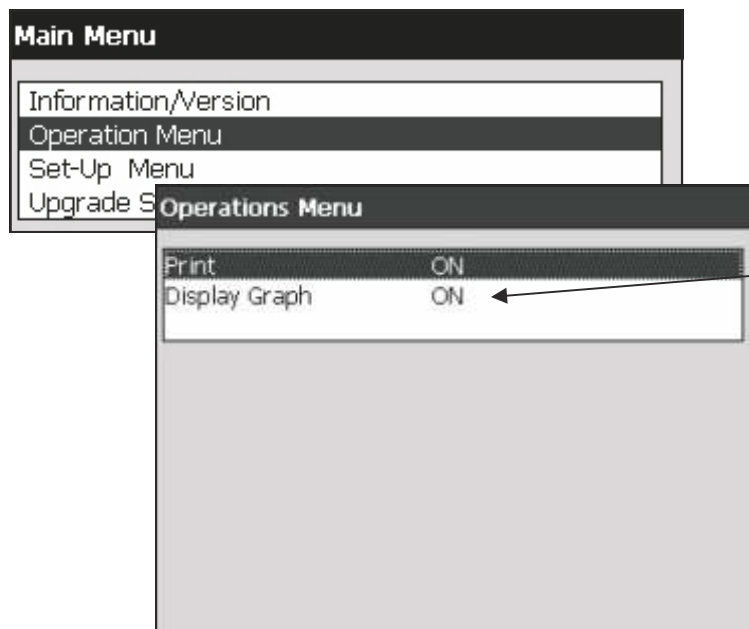 Main Menu
Information/Version
Operation Menu
Set-Up Menu
Upgrade S
Operations Menu
Print ON
Display Graph ON